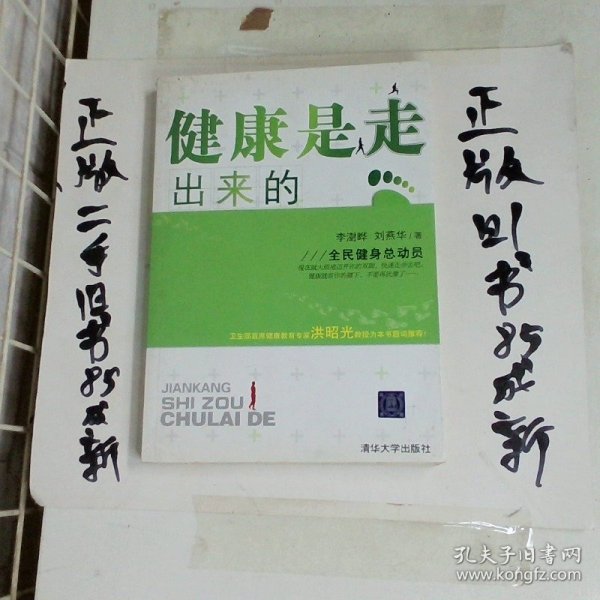 正版二手旧书85成新
健康是走
出来的
李澍晔 刘燕华/著
///全民健身总动员
卫生部首席健康教育专家洪昭光教授为本书题词推荐!
JIANKANG
SHI ZOU
CHULAI DE
清华大学出版社
正版旧书85成新
孔夫子旧书网
www.kongfz.com